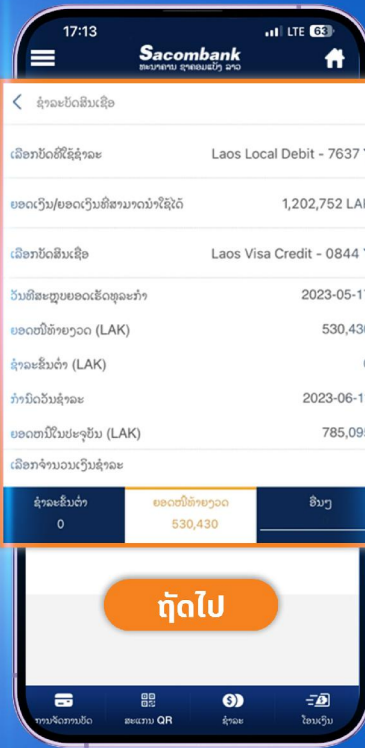 17:13
LTE 63
Sacombank
ທະນາຄານ ຊາຄອມແບັງ ລາວ
ຊຳລະບັດສິນເຊື່ອ
ເລືອກບັດທີ່ໃຊ້ຊຳລະ Laos Local Debit - 7637
ຍອດເງິນ/ຍອດເງິນທີ່ສາມາດນຳໃຊ້ໄດ້ 1,202,752 LAK
ເລືອກບັດສິນເຊື່ອ Laos Visa Credit - 0844
ວັນທີສະຫຼຸບຍອດເຮັດທຸລະກຳ 2023-05-1
ຍອດໜີ້ທ້າຍງວດ (LAK) 530,430
ຊຳລະຂັ້ນຕ່ຳ (LAK)
ກຳນົດວັນຊຳລະ 2023-06-1
ຍອດຫນີ້ໃນປະຈຸບັນ (LAK) 785,095
ເລືອກຈຳນວນເງິນຊຳລະ
ຊຳລະຂັ້ນຕ່ຳ ຍອດໜີ້ທ້າຍງວດ ອື່ນໆ
0 530,430
ຖັດໄປ
ການຈັດການບັດ ສະແກນ QR ຊຳລະ ໂອນເງິນ